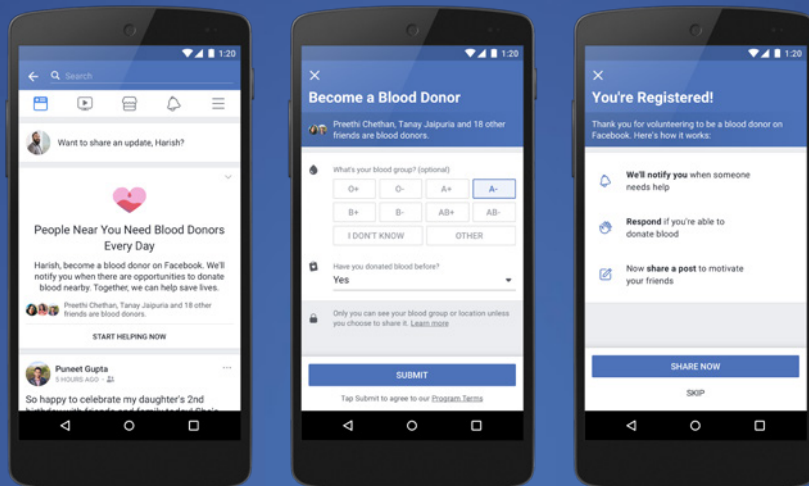 1:20
Search
Want to share an update, Harish?
People Near You Need Blood Donors
Every Day
Harish, become a blood donor on Facebook. We'll
notify you when there are opportunities to donate
blood nearby. Together, we can help save lives.
Preethi Chethan, Tanay Jaipuria and 18 other
friends are blood donors.
START HELPING NOW
Puneet Gupta
5 HOURS AGO
So happy to celebrate my daughter's 2nd
birthday with friends and family today! She's
1:20
Become a Blood Donor
Preethi Chethan, Tanay Jaipuria and 18 other
friends are blood donors.
What's your blood group? (optional)
O+ O- A+ A-
B+ B- AB+ AB-
I DON'T KNOW OTHER
Have you donated blood before?
Yes
Only you can see your blood group or location unless
you choose to share it. Learn more
SUBMIT
Tap Submit to agree to our Program Terms
1:20
You're Registered!
Thank you for volunteering to be a blood donor on
Facebook. Here's how it works:
We'll notify you when someone
needs help
Respond if you're able to
donate blood
Now share a post to motivate
your friends
SHARE NOW
SKIP